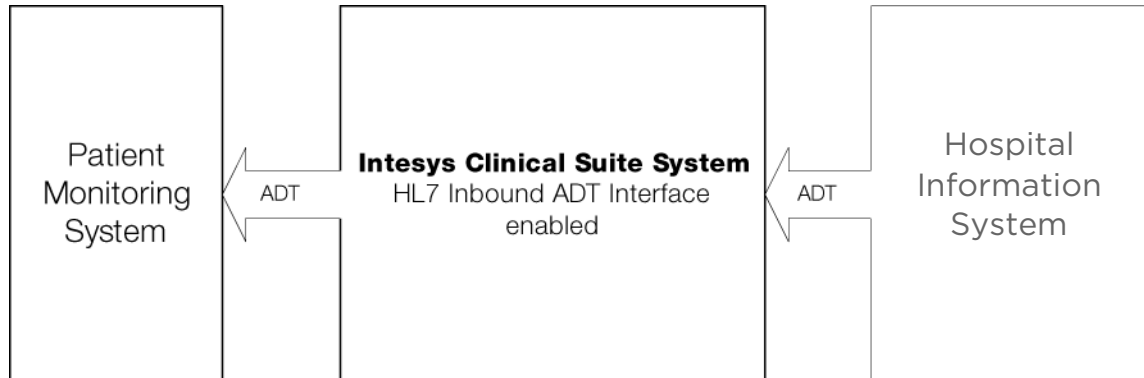 Patient
Monitoring
System
ADT
Intesys Clinical Suite System
HL7 Inbound ADT Interface
enabled
ADT
Hospital
Information
System